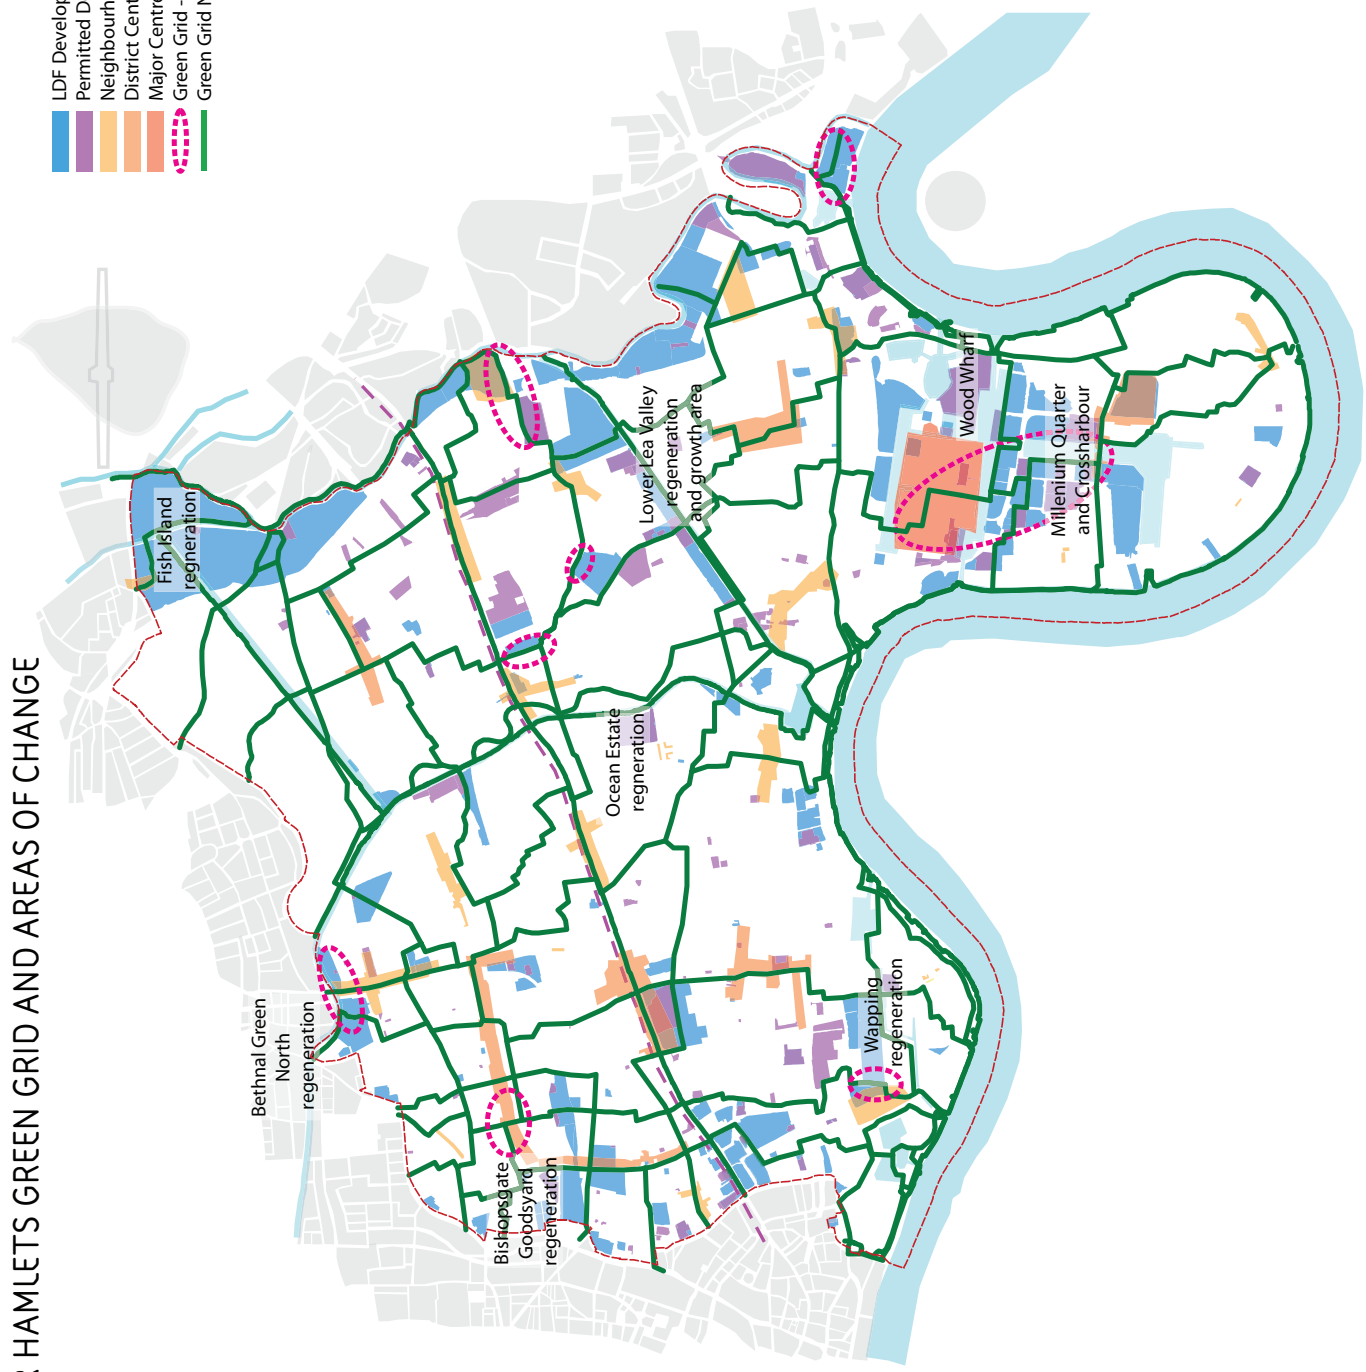 HAMLETS GREEN GRID AND AREAS OF CHANGE
LDF Develop
Permitted D
Neighbourh
District Cent
Major Centre
Green Grid -
Green Grid N
Fish Island
regneration
Lower Lea Valley
regeneration
and growth area
Wood Wharf
Millenium Quarter
and Crossharbour
Ocean Estate
regneration
Bethnal Green
North
regeneration
Wapping
regeneration
Bishopsgate
Goodsyard
regeneration